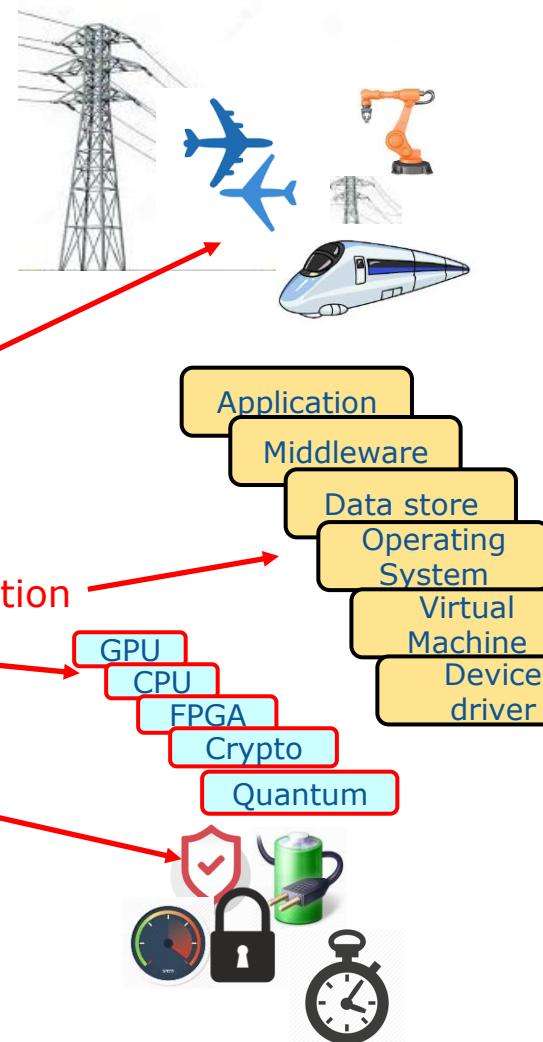 Application
Middleware
Data store
Operating
System
Virtual
Machine
Device
driver
tion
GPU
CPU
FPGA
Crypto
Quantum